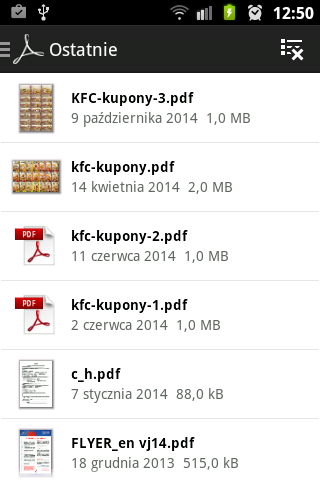 12:50
Ostatnie
KFC-kupony-3.pdf
9 października 2014 1,0 MB
kfc-kupony.pdf
14 kwietnia 2014 2,0 MB
PDF
kfc-kupony-2.pdf
11 czerwca 2014 1,0 MB
PDF
kfc-kupony-1.pdf
2 czerwca 2014 1,0 MB
c_h.pdf
7 stycznia 2014 88,0 kB
FLYER_en vj14.pdf
18 grudnia 2013 515,0 kB